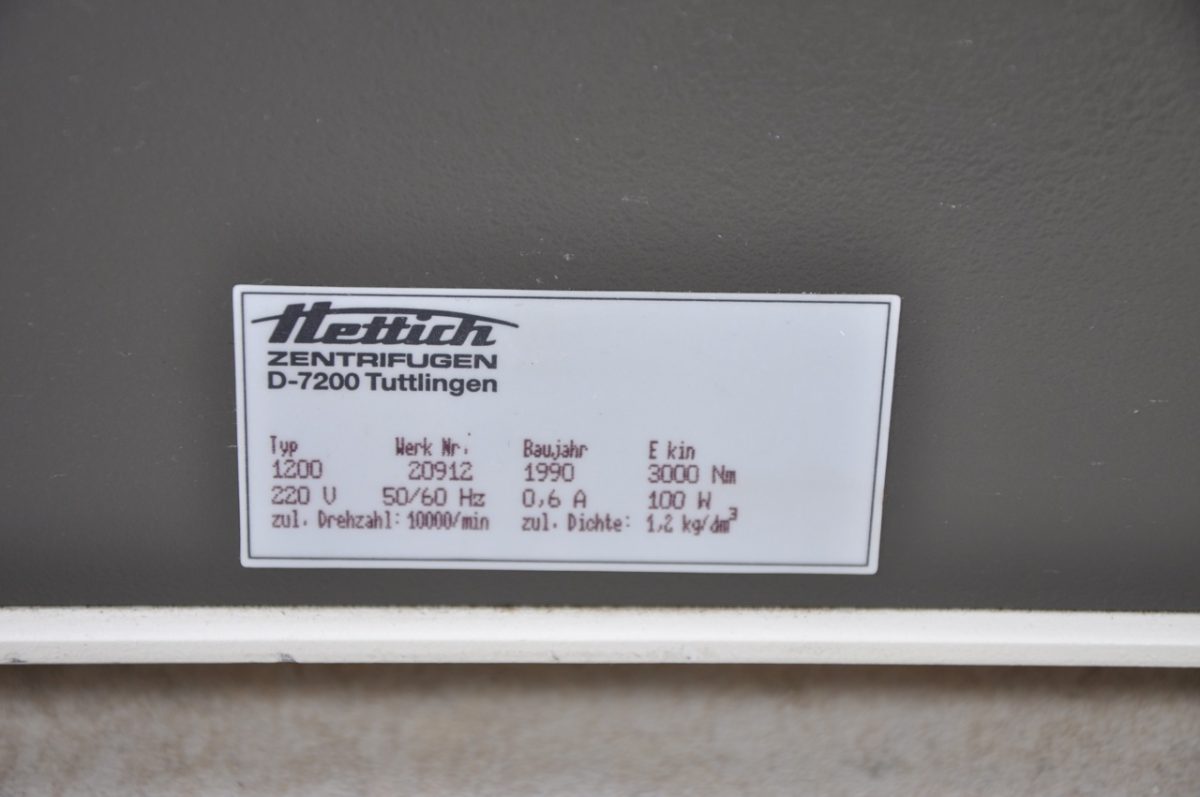 Hettich
ZENTRIFUGEN
D-7200 Tuttlingen
Typ Werk Nr. Baujahr E kin
1200 20912 1990 3000 Nm
220 V 50/60 Hz 0,6 A 100 W
zul. Drehzahl: 10000/min zul. Dichte: 1,2 kg/dm³